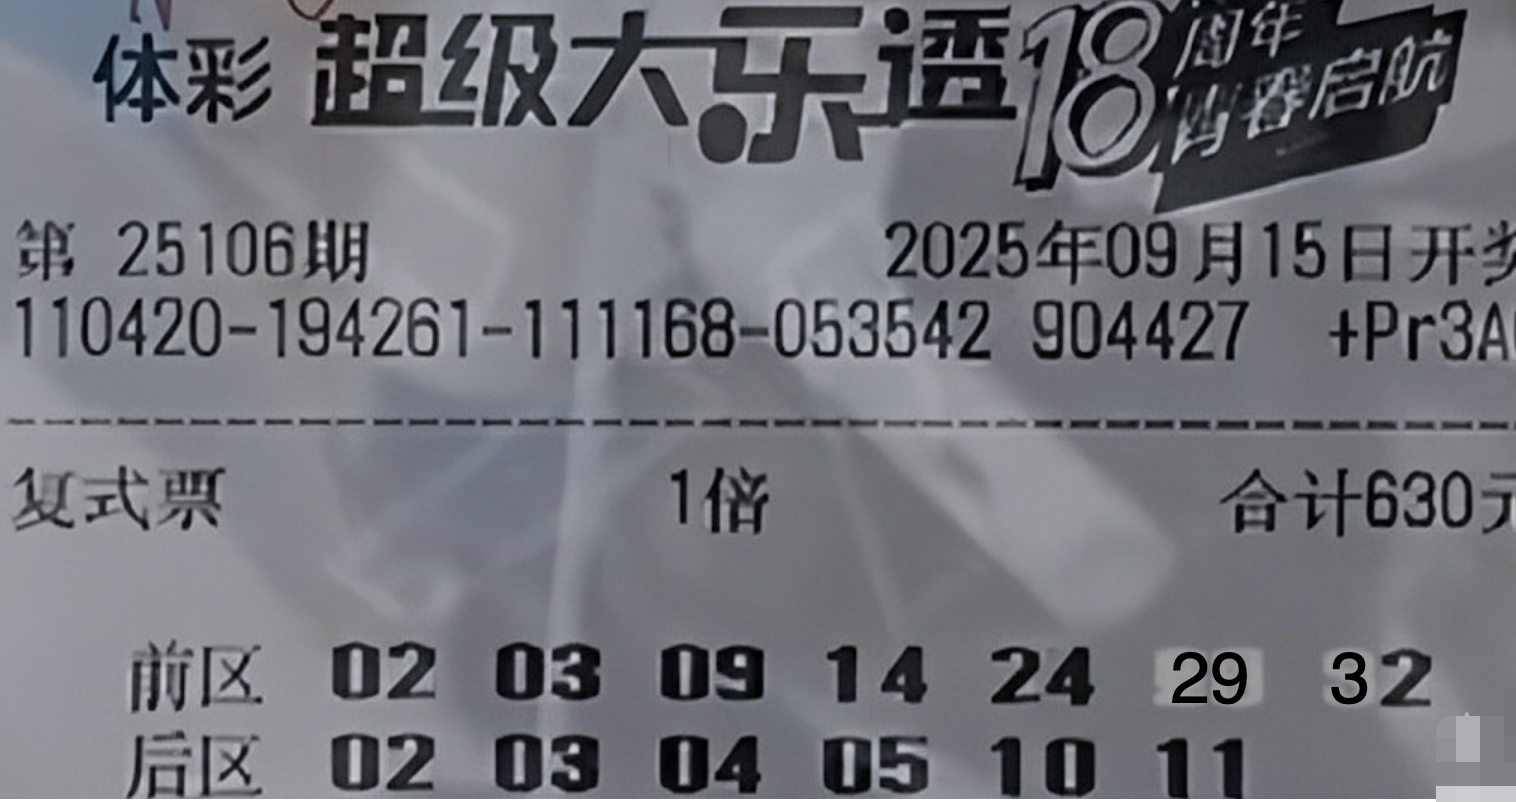 体彩 超级大乐透 18周年
青春启航
第 25106期 2025年09月15日开奖
110420-194261-111168-053542 904427 +Pr3A
复式票 1倍 合计630元
前区 02 03 09 14 24 29 32
后区 02 03 04 05 10 11